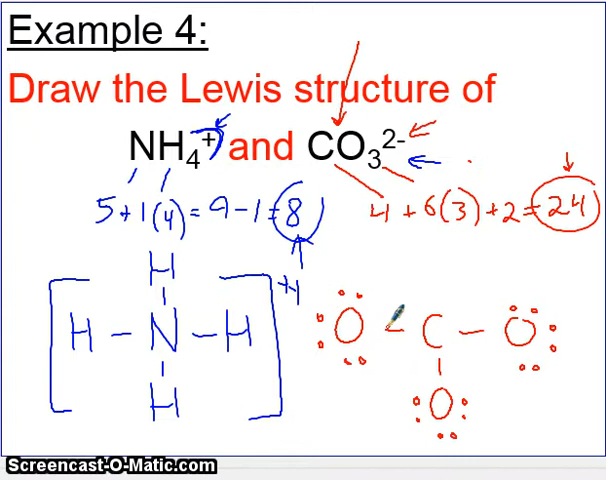 Example 4:
Draw the Lewis structure of
NH₄⁺ and CO₃²⁻
5+1(4)=9-1=8
4+6(3)+2=24
H
+1
H - N - H
O - C - O
H
O
Screencast-O-Matic.com